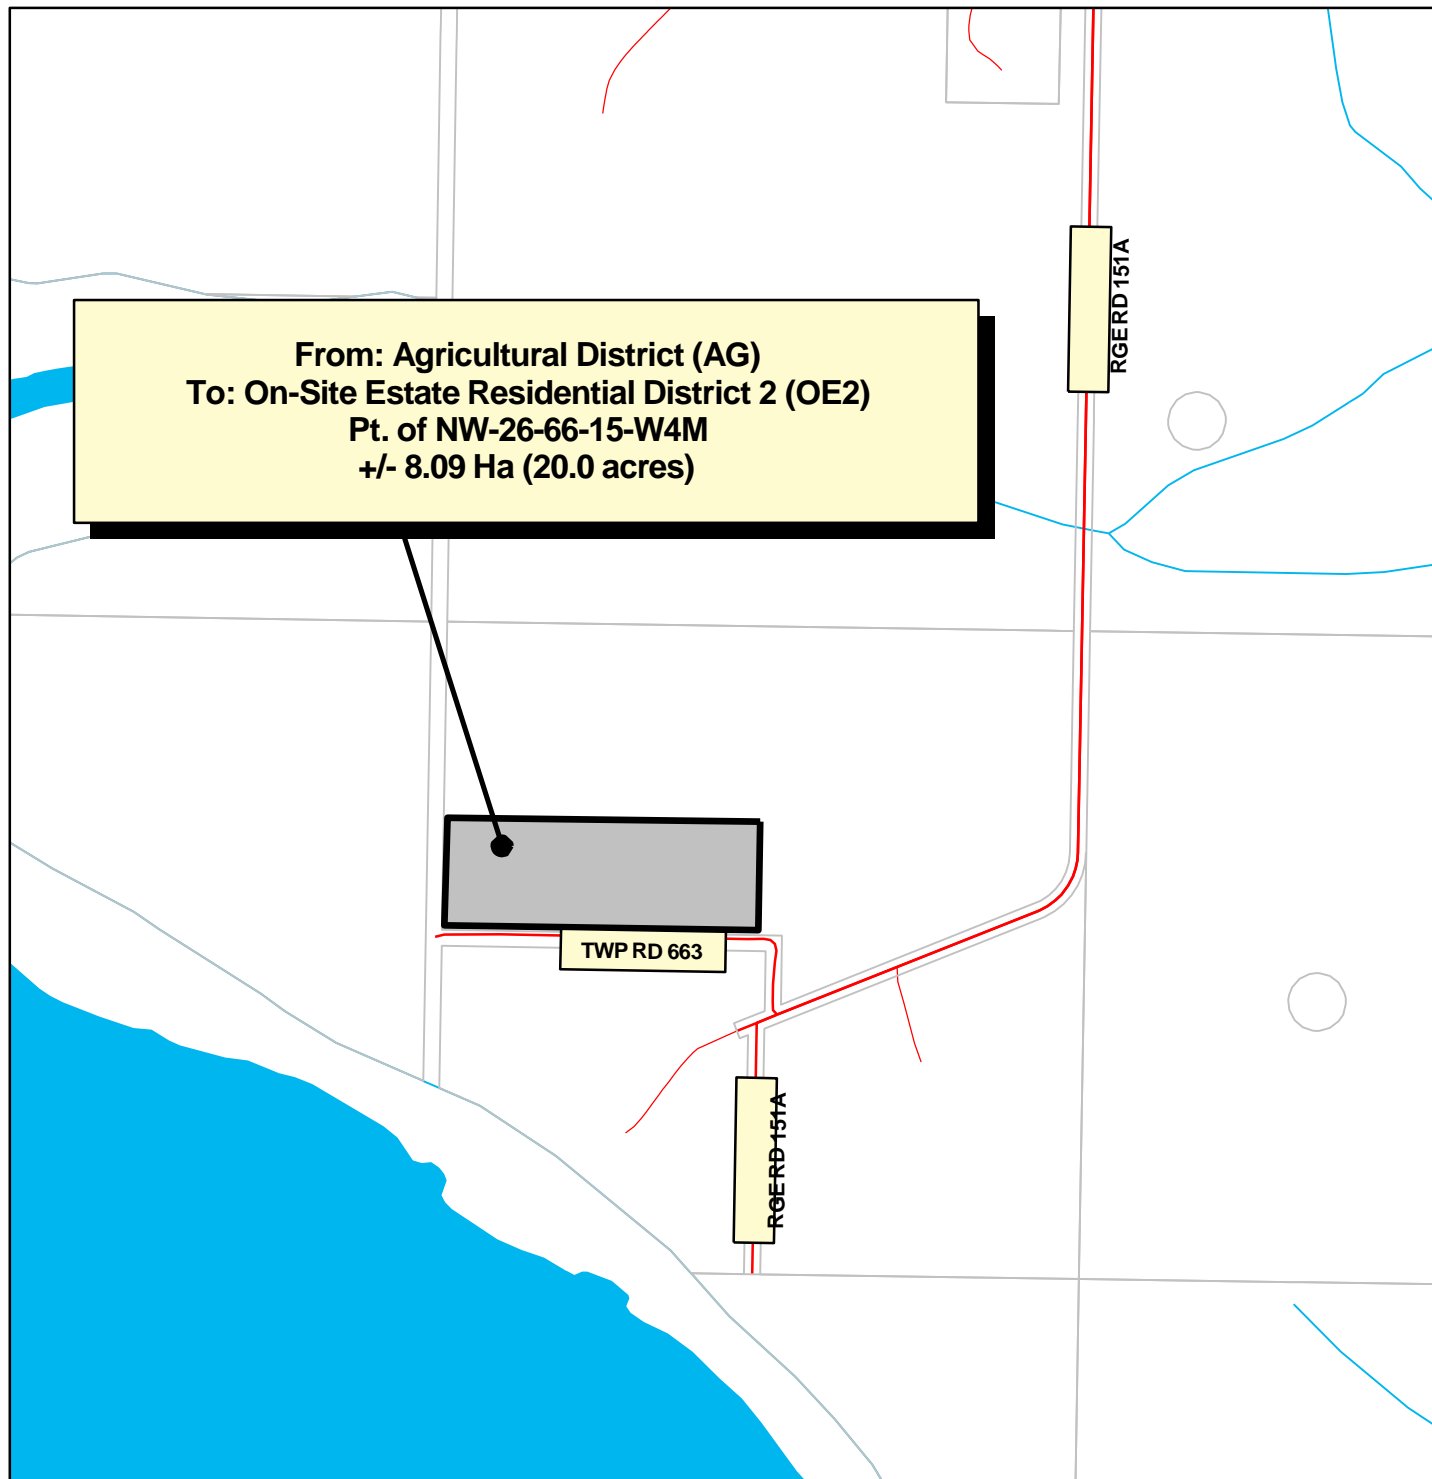 RGE RD 151A
From: Agricultural District (AG)
To: On-Site Estate Residential District 2 (OE2)
Pt. of NW-26-66-15-W4M
+/- 8.09 Ha (20.0 acres)
TWP RD 663
RGE RD 151A